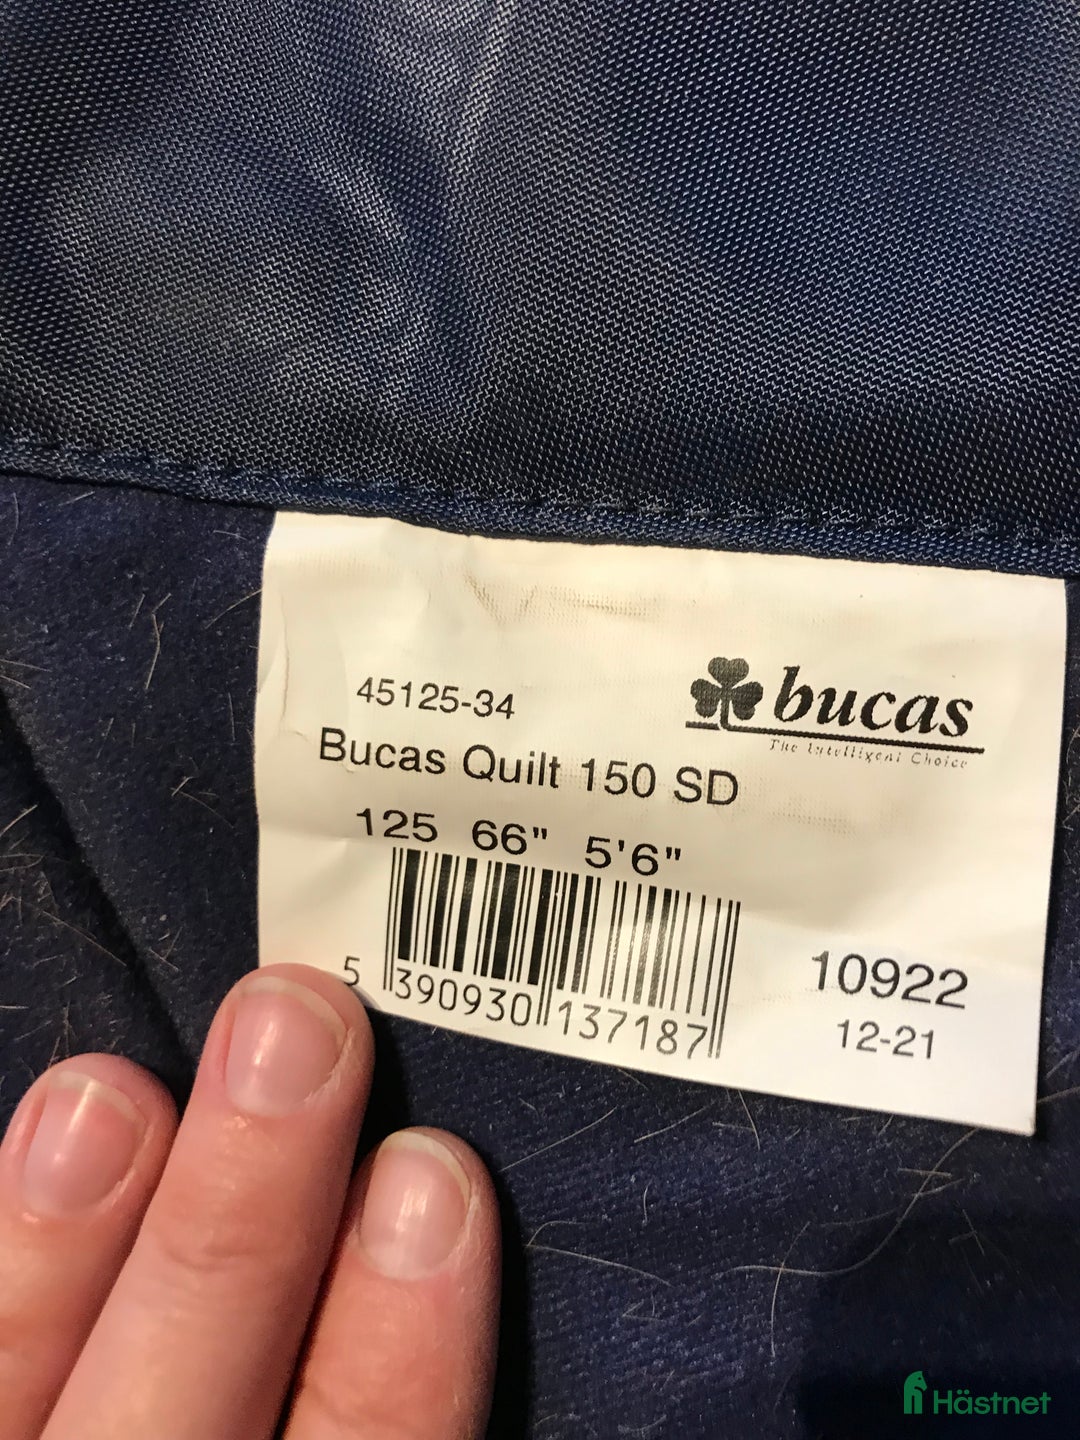 45125-34
bucas
The Intelligent Choice
Bucas Quilt 150 SD
125 66" 5'6"
5 390930 137187
10922
12-21
Hästnet